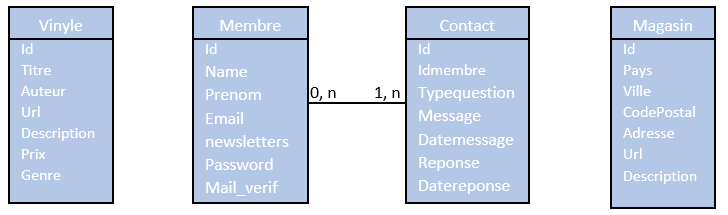 Vinyle
Id
Titre
Auteur
Url
Description
Prix
Genre
Membre
Id
Name
Prenom
Email
newsletters
Password
Mail_verif
0, n
1, n
Contact
Id
Idmembre
Typequestion
Message
Datemessage
Reponse
Datereponse
Magasin
Id
Pays
Ville
CodePostal
Adresse
Url
Description